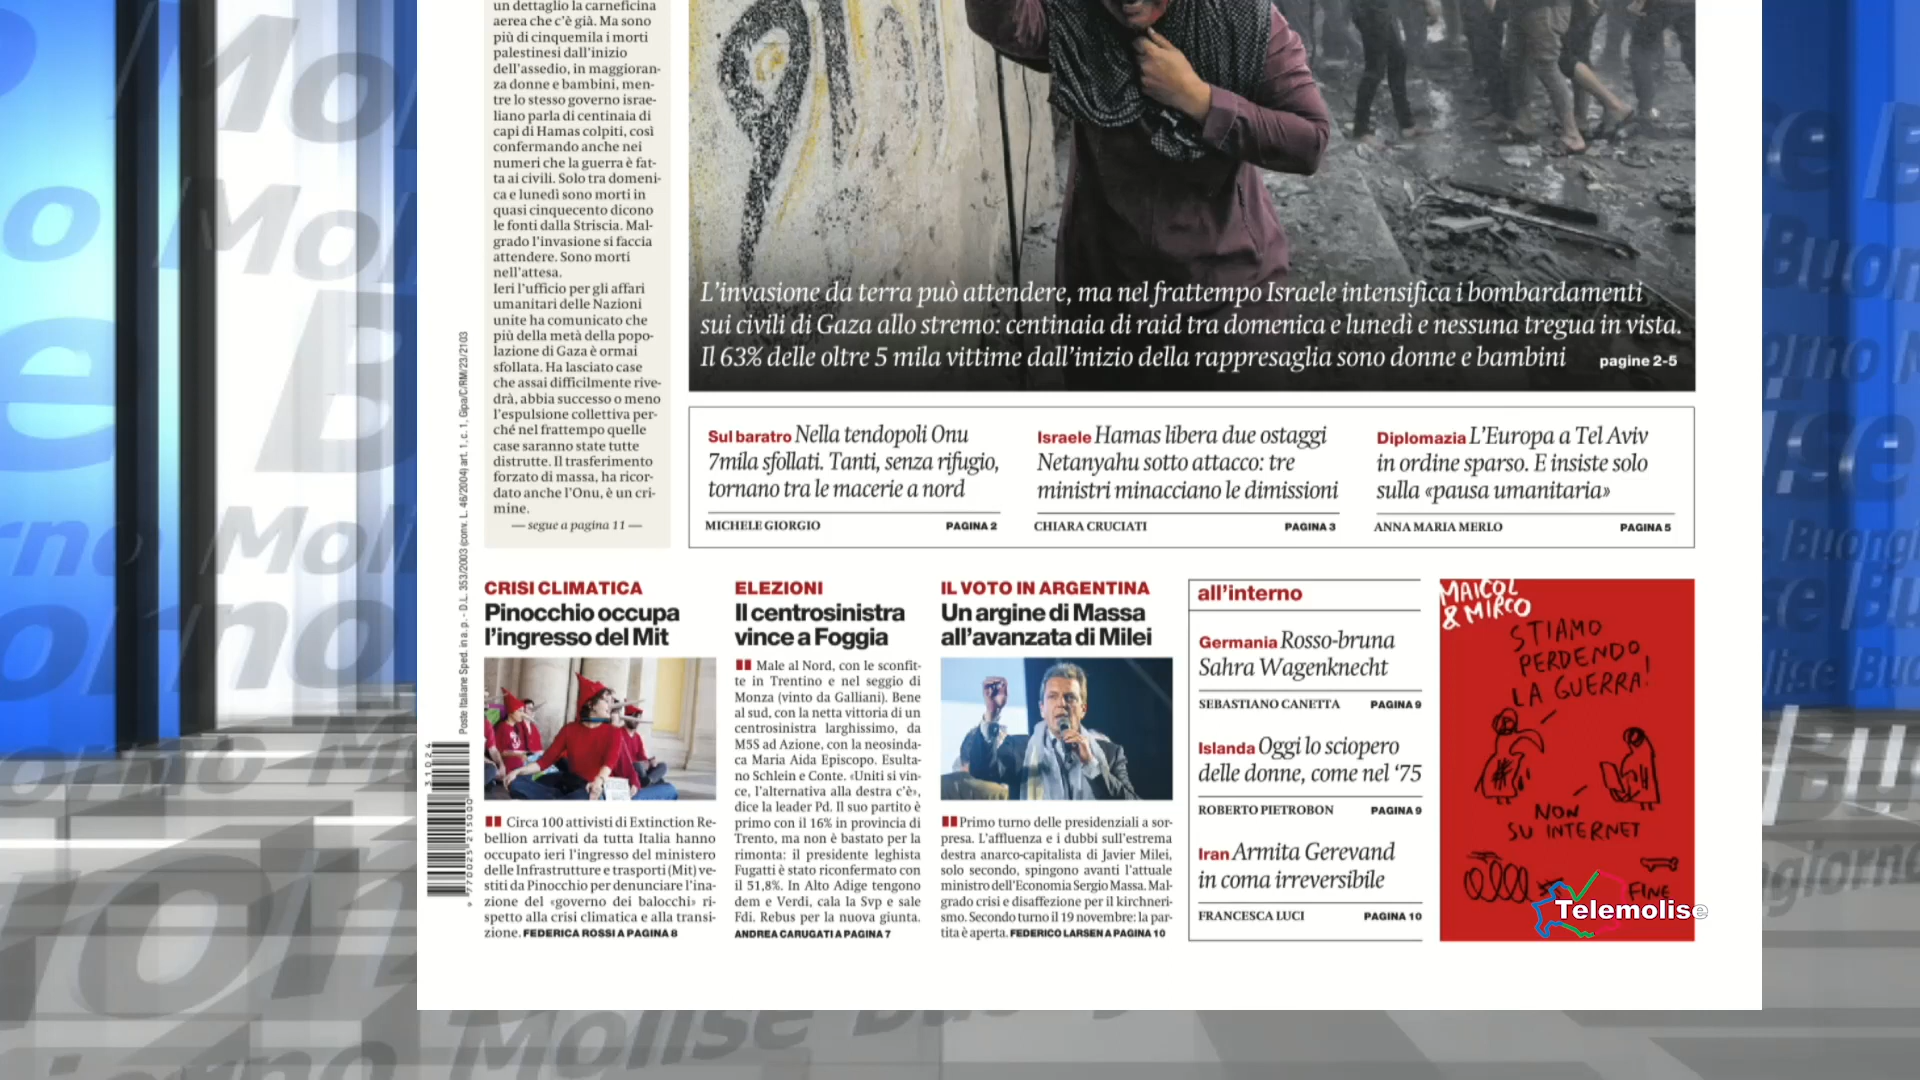 un dettaglio la carneficina
aerea che c'è già. Ma sono
più di cinquemila i morti
palestinesi dall'inizio
dell'assedio, in maggioran-
za donne e bambini, men-
tre lo stesso governo israe-
liano parla di centinaia di
capi di Hamas colpiti, così
confermando anche nei
numeri che la guerra è fat-
ta ai civili. Solo tra domeni-
ca e lunedì sono morti in
quasi cinquecento dicono
le fonti dalla Striscia. Mal-
grado l'invasione si faccia
attendere. Sono morti
nell'attesa.
Ieri l'ufficio per gli affari
umanitari delle Nazioni
unite ha comunicato che
più della metà della popo-
lazione di Gaza è ormai
sfollata. Ha lasciato case
che assai difficilmente rive-
drà, abbia successo o meno
l'espulsione collettiva per-
ché nel frattempo quelle
case saranno state tutte
distrutte. Il trasferimento
forzato di massa, ha ricor-
dato anche l'Onu, è un cri-
mine.
— segue a pagina 11 —
L'invasione da terra può attendere, ma nel frattempo Israele intensifica i bombardamenti
sui civili di Gaza allo stremo: centinaia di raid tra domenica e lunedì e nessuna tregua in vista.
Il 63% delle oltre 5 mila vittime dall'inizio della rappresaglia sono donne e bambini pagine 2-5
Sul baratro Nella tendopoli Onu
7mila sfollati. Tanti, senza rifugio,
tornano tra le macerie a nord
MICHELE GIORGIO PAGINA 2
Israele Hamas libera due ostaggi
Netanyahu sotto attacco: tre
ministri minacciano le dimissioni
CHIARA CRUCIATI PAGINA 3
Diplomazia L'Europa a Tel Aviv
in ordine sparso. E insiste solo
sulla «pausa umanitaria»
ANNA MARIA MERLO PAGINA 5
Poste Italiane Sped. in a. p. - D.L. 353/2003 (conv. L. 46/2004) art. 1, c. 1, Gipa/C/RM/23/2103
31024
9 770025 215000
CRISI CLIMATICA
Pinocchio occupa
l'ingresso del Mit
Circa 100 attivisti di Extinction Re-
bellion arrivati da tutta Italia hanno
occupato ieri l'ingresso del ministero
delle Infrastrutture e trasporti (Mit) ve-
stiti da Pinocchio per denunciare l'ina-
zione del «governo dei balocchi» ri-
spetto alla crisi climatica e alla transi-
zione. FEDERICA ROSSI A PAGINA 8
ELEZIONI
Il centrosinistra
vince a Foggia
Male al Nord, con le sconfit-
te in Trentino e nel seggio di
Monza (vinto da Galliani). Bene
al sud, con la netta vittoria di un
centrosinistra larghissimo, da
M5S ad Azione, con la neosinda-
ca Maria Aida Episcopo. Esulta-
no Schlein e Conte. «Uniti si vin-
ce, l'alternativa alla destra c'è»,
dice la leader Pd. Il suo partito è
primo con il 16% in provincia di
Trento, ma non è bastato per la
rimonta: il presidente leghista
Fugatti è stato riconfermato con
il 51,8%. In Alto Adige tengono
dem e Verdi, cala la Svp e sale
Fdi. Rebus per la nuova giunta.
ANDREA CARUGATI A PAGINA 7
IL VOTO IN ARGENTINA
Un argine di Massa
all'avanzata di Milei
Primo turno delle presidenziali a sor-
presa. L'affluenza e i dubbi sull'estrema
destra anarco-capitalista di Javier Milei,
solo secondo, spingono avanti l'attuale
ministro dell'Economia Sergio Massa. Mal-
grado crisi e disaffezione per il kirchneri-
smo. Secondo turno il 19 novembre: la par-
tita è aperta. FEDERICO LARSEN A PAGINA 10
all'interno
Germania Rosso-bruna
Sahra Wagenknecht
SEBASTIANO CANETTA PAGINA 9
Islanda Oggi lo sciopero
delle donne, come nel '75
ROBERTO PIETROBON PAGINA 9
Iran Armita Gerevand
in coma irreversibile
FRANCESCA LUCI PAGINA 10
MAICOL
& MIRCO
STIAMO
PERDENDO
LA GUERRA!
NON
SU INTERNET
FINE
Telemolise